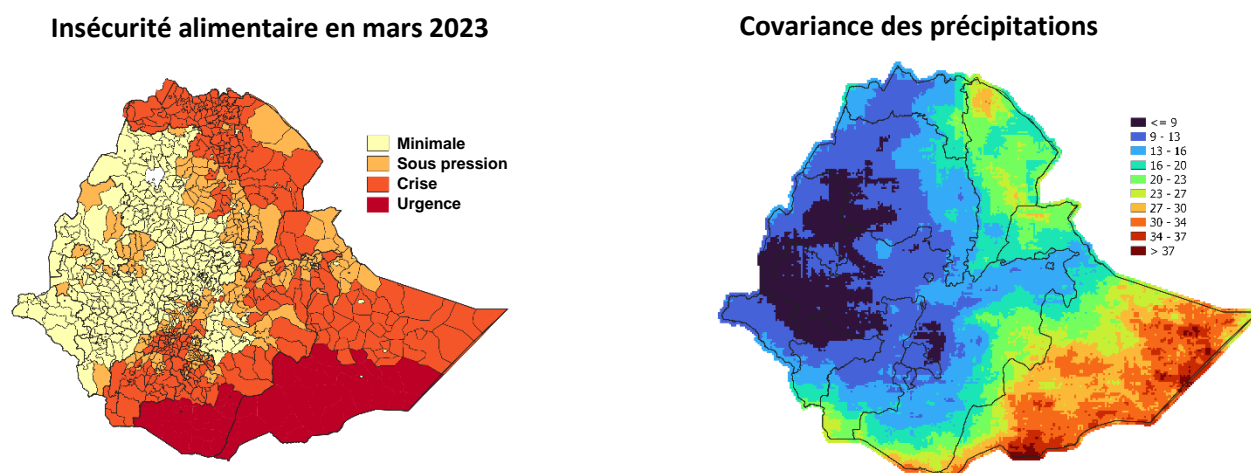 Insécurité alimentaire en mars 2023
Covariance des précipitations
Minimale
Sous pression
Crise
Urgence
<= 9
9 - 13
13 - 16
16 - 20
20 - 23
23 - 27
27 - 30
30 - 34
34 - 37
> 37